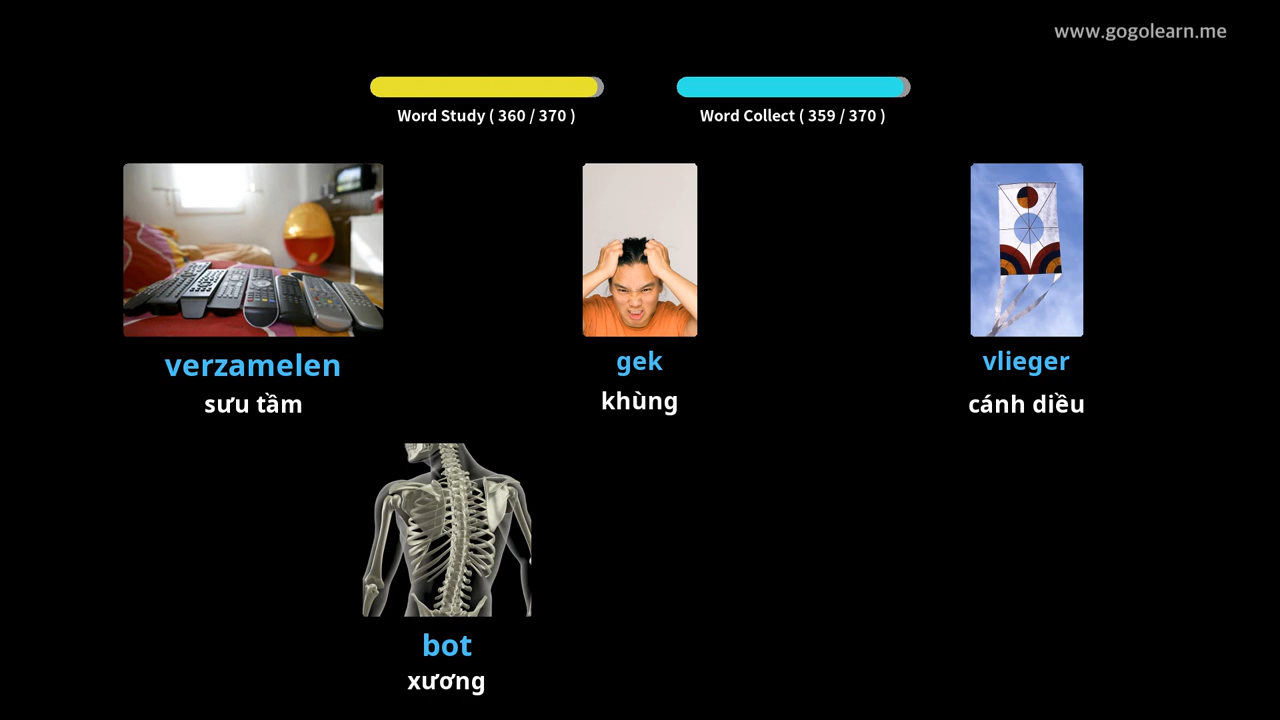 www.gogolearn.me
Word Study ( 360 / 370 )
Word Collect ( 359 / 370 )
verzamelen
sưu tầm
gek
khùng
vlieger
cánh diều
bot
xương